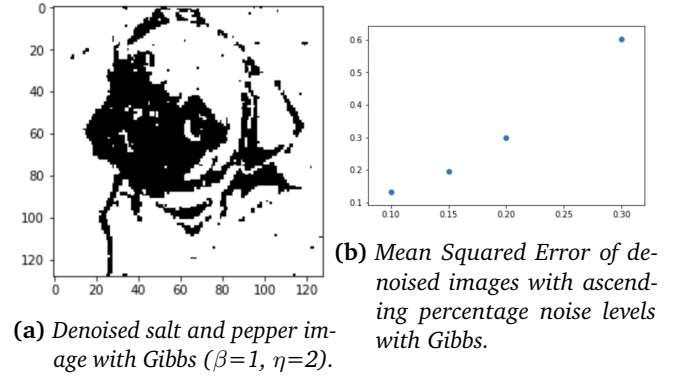 0
20
40
60
80
100
120
0 20 40 60 80 100 120
(a) Denoised salt and pepper im-
age with Gibbs (β=1, η=2).
0.6
0.5
0.4
0.3
0.2
0.1
0.10 0.15 0.20 0.25 0.30
(b) Mean Squared Error of de-
noised images with ascend-
ing percentage noise levels
with Gibbs.